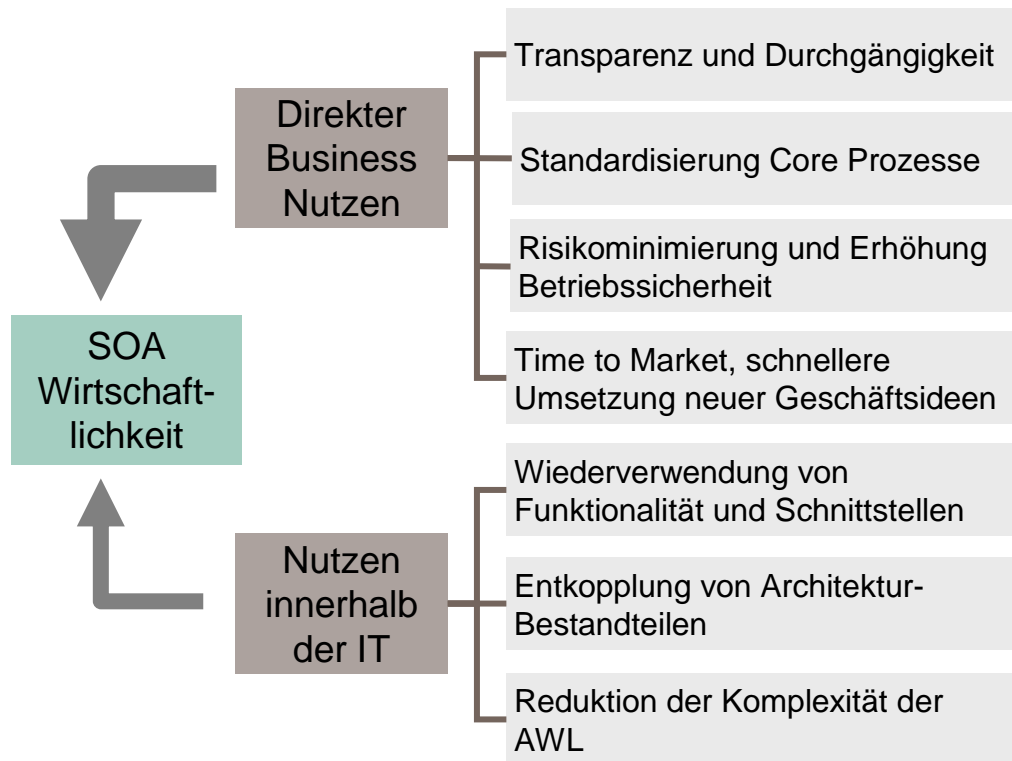 Transparenz und Durchgängigkeit
Direkter
Business
Nutzen
Standardisierung Core Prozesse
Risikominimierung und Erhöhung
Betriebssicherheit
SOA
Wirtschaft-
lichkeit
Time to Market, schnellere
Umsetzung neuer Geschäftsideen
Wiederverwendung von
Funktionalität und Schnittstellen
Nutzen
innerhalb
der IT
Entkopplung von Architektur-
Bestandteilen
Reduktion der Komplexität der
AWL